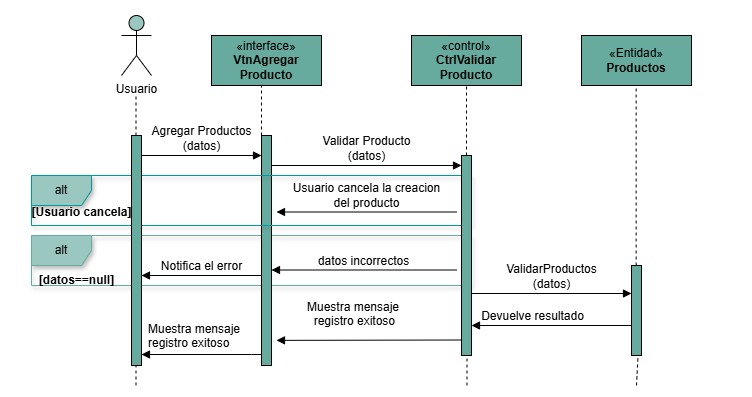 «interface»
VtnAgregar
Producto
«control»
CtrlValidar
Producto
«Entidad»
Productos
Usuario
Agregar Productos
(datos)
Validar Producto
(datos)
alt
[Usuario cancela]
Usuario cancela la creacion
del producto
alt
[datos==null]
Notifica el error
datos incorrectos
ValidarProductos
(datos)
Devuelve resultado
Muestra mensaje
registro exitoso
Muestra mensaje
registro exitoso